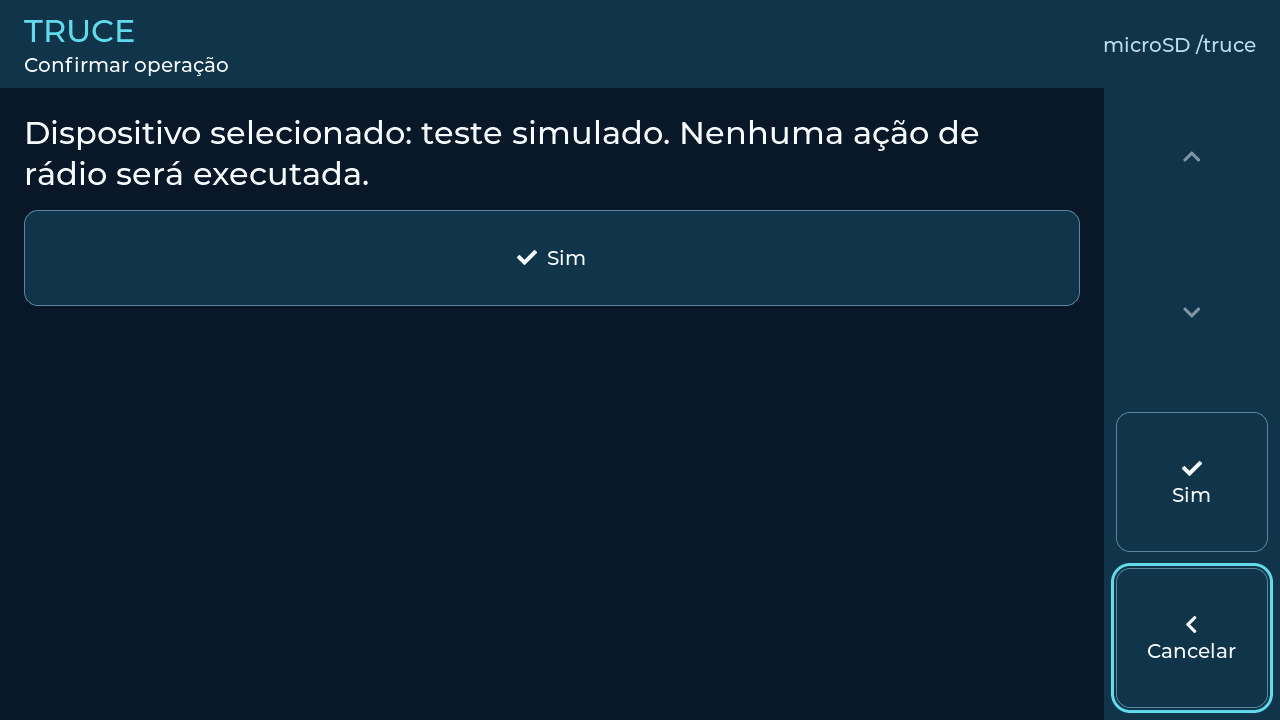 TRUCE
Confirmar operação
microSD /truce
Dispositivo selecionado: teste simulado. Nenhuma ação de
rádio será executada.
Sim
Sim
Cancelar